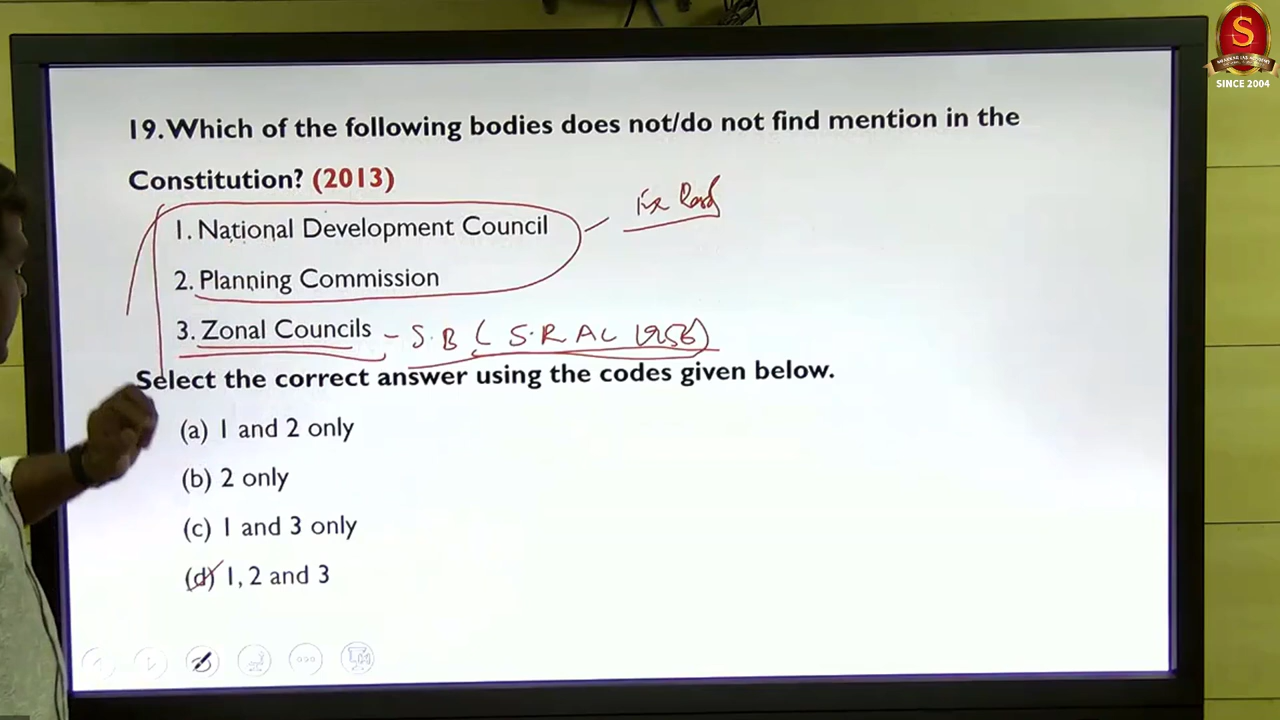 S
SINCE 2004
19. Which of the following bodies does not/do not find mention in the
Constitution? (2013)
1. National Development Council
2. Planning Commission
3. Zonal Councils - S.B ( S.R AC 1956)
Select the correct answer using the codes given below.
(a) 1 and 2 only
(b) 2 only
(c) 1 and 3 only
(d) 1, 2 and 3